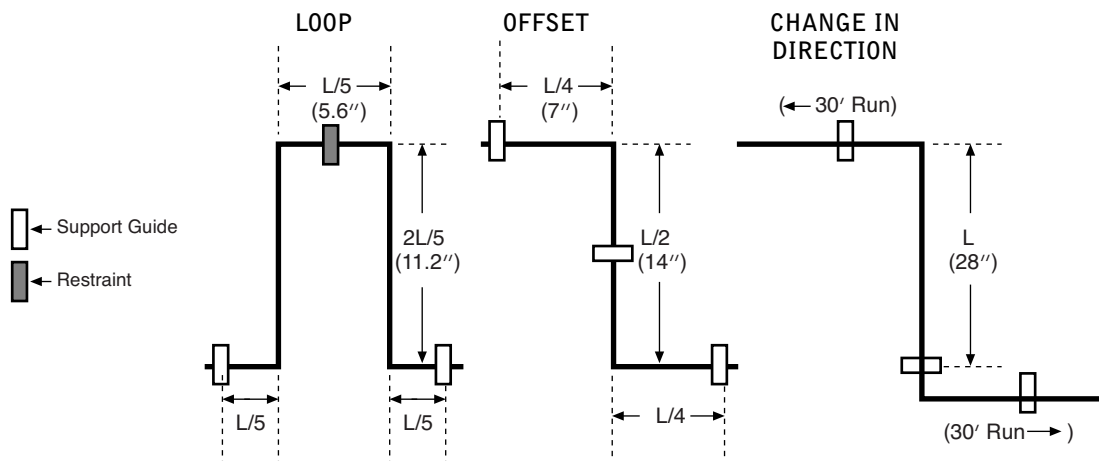 LOOP
OFFSET
CHANGE IN
DIRECTION
L/5
(5.6″)
L/4
(7″)
(← 30′ Run)
Support Guide
Restraint
2L/5
(11.2″)
L/2
(14″)
L
(28″)
L/5
L/5
L/4
(30′ Run→ )